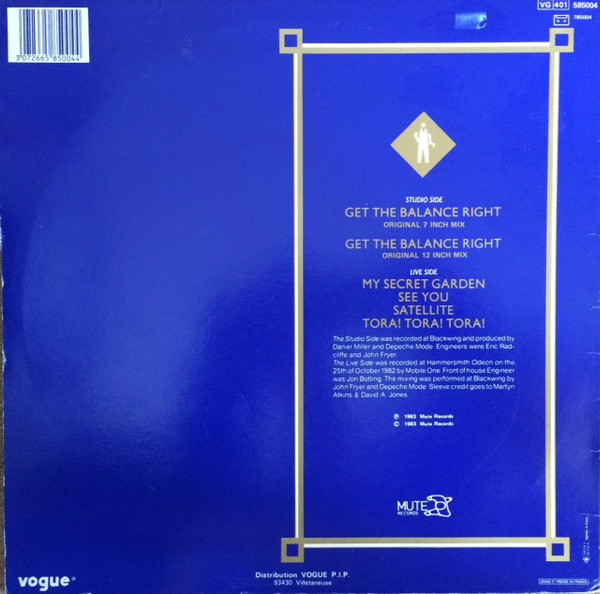 VG 401 585004
785004
3"072665"850044"
STUDIO SIDE
GET THE BALANCE RIGHT
ORIGINAL 7 INCH MIX
GET THE BALANCE RIGHT
ORIGINAL 12 INCH MIX
LIVE SIDE
MY SECRET GARDEN
SEE YOU
SATELLITE
TORA! TORA! TORA!
The Studio Side was recorded at Blackwing and produced by
Daniel Miller and Depeche Mode. Engineers were Eric Rad-
cliffe and John Fryer.
The Live Side was recorded at Hammersmith Odeon on the
25th of October 1982 by Mobile One. Front of house Engineer
was Jon Botting. The mixing was performed at Blackwing by
John Fryer and Depeche Mode. Sleeve credit goes to Martyn
Atkins & David A. Jones.
℗ 1983 Mute Records
© 1983 Mute Records
MUTE
RECORDS
vogue
Distribution VOGUE P.I.P.
93430 Villetaneuse